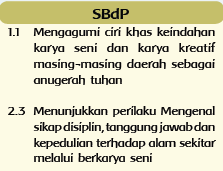 SBdP
1.1 Mengagumi ciri khas keindahan
karya seni dan karya kreatif
masing-masing daerah sebagai
anugerah tuhan
2.3 Menunjukkan perilaku Mengenal
sikap disiplin, tanggung jawab dan
kepedulian terhadap alam sekitar
melalui berkarya seni